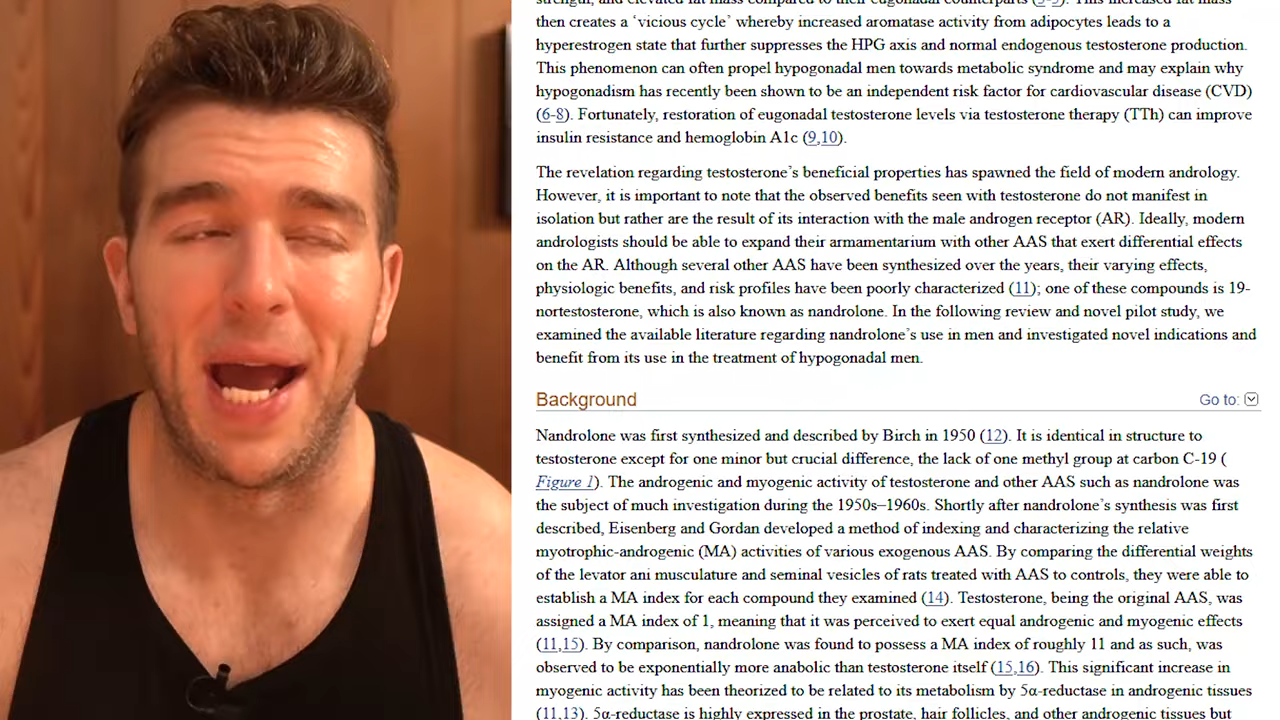 strength, and elevated fat mass compared to their eugonadal counterparts (3-5). This increased fat mass
then creates a ‘vicious cycle’ whereby increased aromatase activity from adipocytes leads to a
hyperestrogen state that further suppresses the HPG axis and normal endogenous testosterone production.
This phenomenon can often propel hypogonadal men towards metabolic syndrome and may explain why
hypogonadism has recently been shown to be an independent risk factor for cardiovascular disease (CVD)
(6-8). Fortunately, restoration of eugonadal testosterone levels via testosterone therapy (TTh) can improve
insulin resistance and hemoglobin A1c (9,10).
The revelation regarding testosterone’s beneficial properties has spawned the field of modern andrology.
However, it is important to note that the observed benefits seen with testosterone do not manifest in
isolation but rather are the result of its interaction with the male androgen receptor (AR). Ideally, modern
andrologists should be able to expand their armamentarium with other AAS that exert differential effects
on the AR. Although several other AAS have been synthesized over the years, their varying effects,
physiologic benefits, and risk profiles have been poorly characterized (11); one of these compounds is 19-
nortestosterone, which is also known as nandrolone. In the following review and novel pilot study, we
examined the available literature regarding nandrolone’s use in men and investigated novel indications and
benefit from its use in the treatment of hypogonadal men.
Background Go to:
Nandrolone was first synthesized and described by Birch in 1950 (12). It is identical in structure to
testosterone except for one minor but crucial difference, the lack of one methyl group at carbon C-19 (
Figure 1). The androgenic and myogenic activity of testosterone and other AAS such as nandrolone was
the subject of much investigation during the 1950s–1960s. Shortly after nandrolone’s synthesis was first
described, Eisenberg and Gordan developed a method of indexing and characterizing the relative
myotrophic-androgenic (MA) activities of various exogenous AAS. By comparing the differential weights
of the levator ani musculature and seminal vesicles of rats treated with AAS to controls, they were able to
establish a MA index for each compound they examined (14). Testosterone, being the original AAS, was
assigned a MA index of 1, meaning that it was perceived to exert equal androgenic and myogenic effects
(11,15). By comparison, nandrolone was found to possess a MA index of roughly 11 and as such, was
observed to be exponentially more anabolic than testosterone itself (15,16). This significant increase in
myogenic activity has been theorized to be related to its metabolism by 5α-reductase in androgenic tissues
(11,13). 5α-reductase is highly expressed in the prostate, hair follicles, and other androgenic tissues but